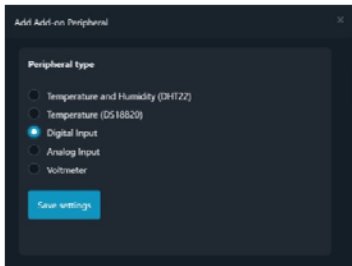 Add Add-on Peripheral
Peripheral type
Temperature and Humidity (DHT22)
Temperature (DS18B20)
Digital Input
Analog Input
Voltmeter
Save settings